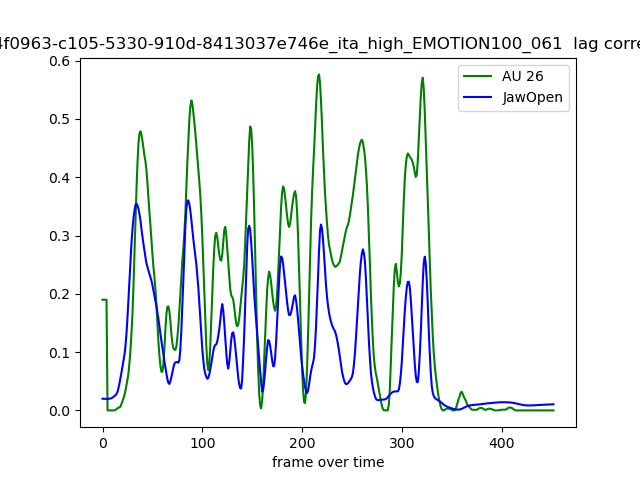 4f0963-c105-5330-910d-8413037e746e_ita_high_EMOTION100_061 lag corre
AU 26
JawOpen
0.6
0.5
0.4
0.3
0.2
0.1
0.0
0 100 200 300 400
frame over time